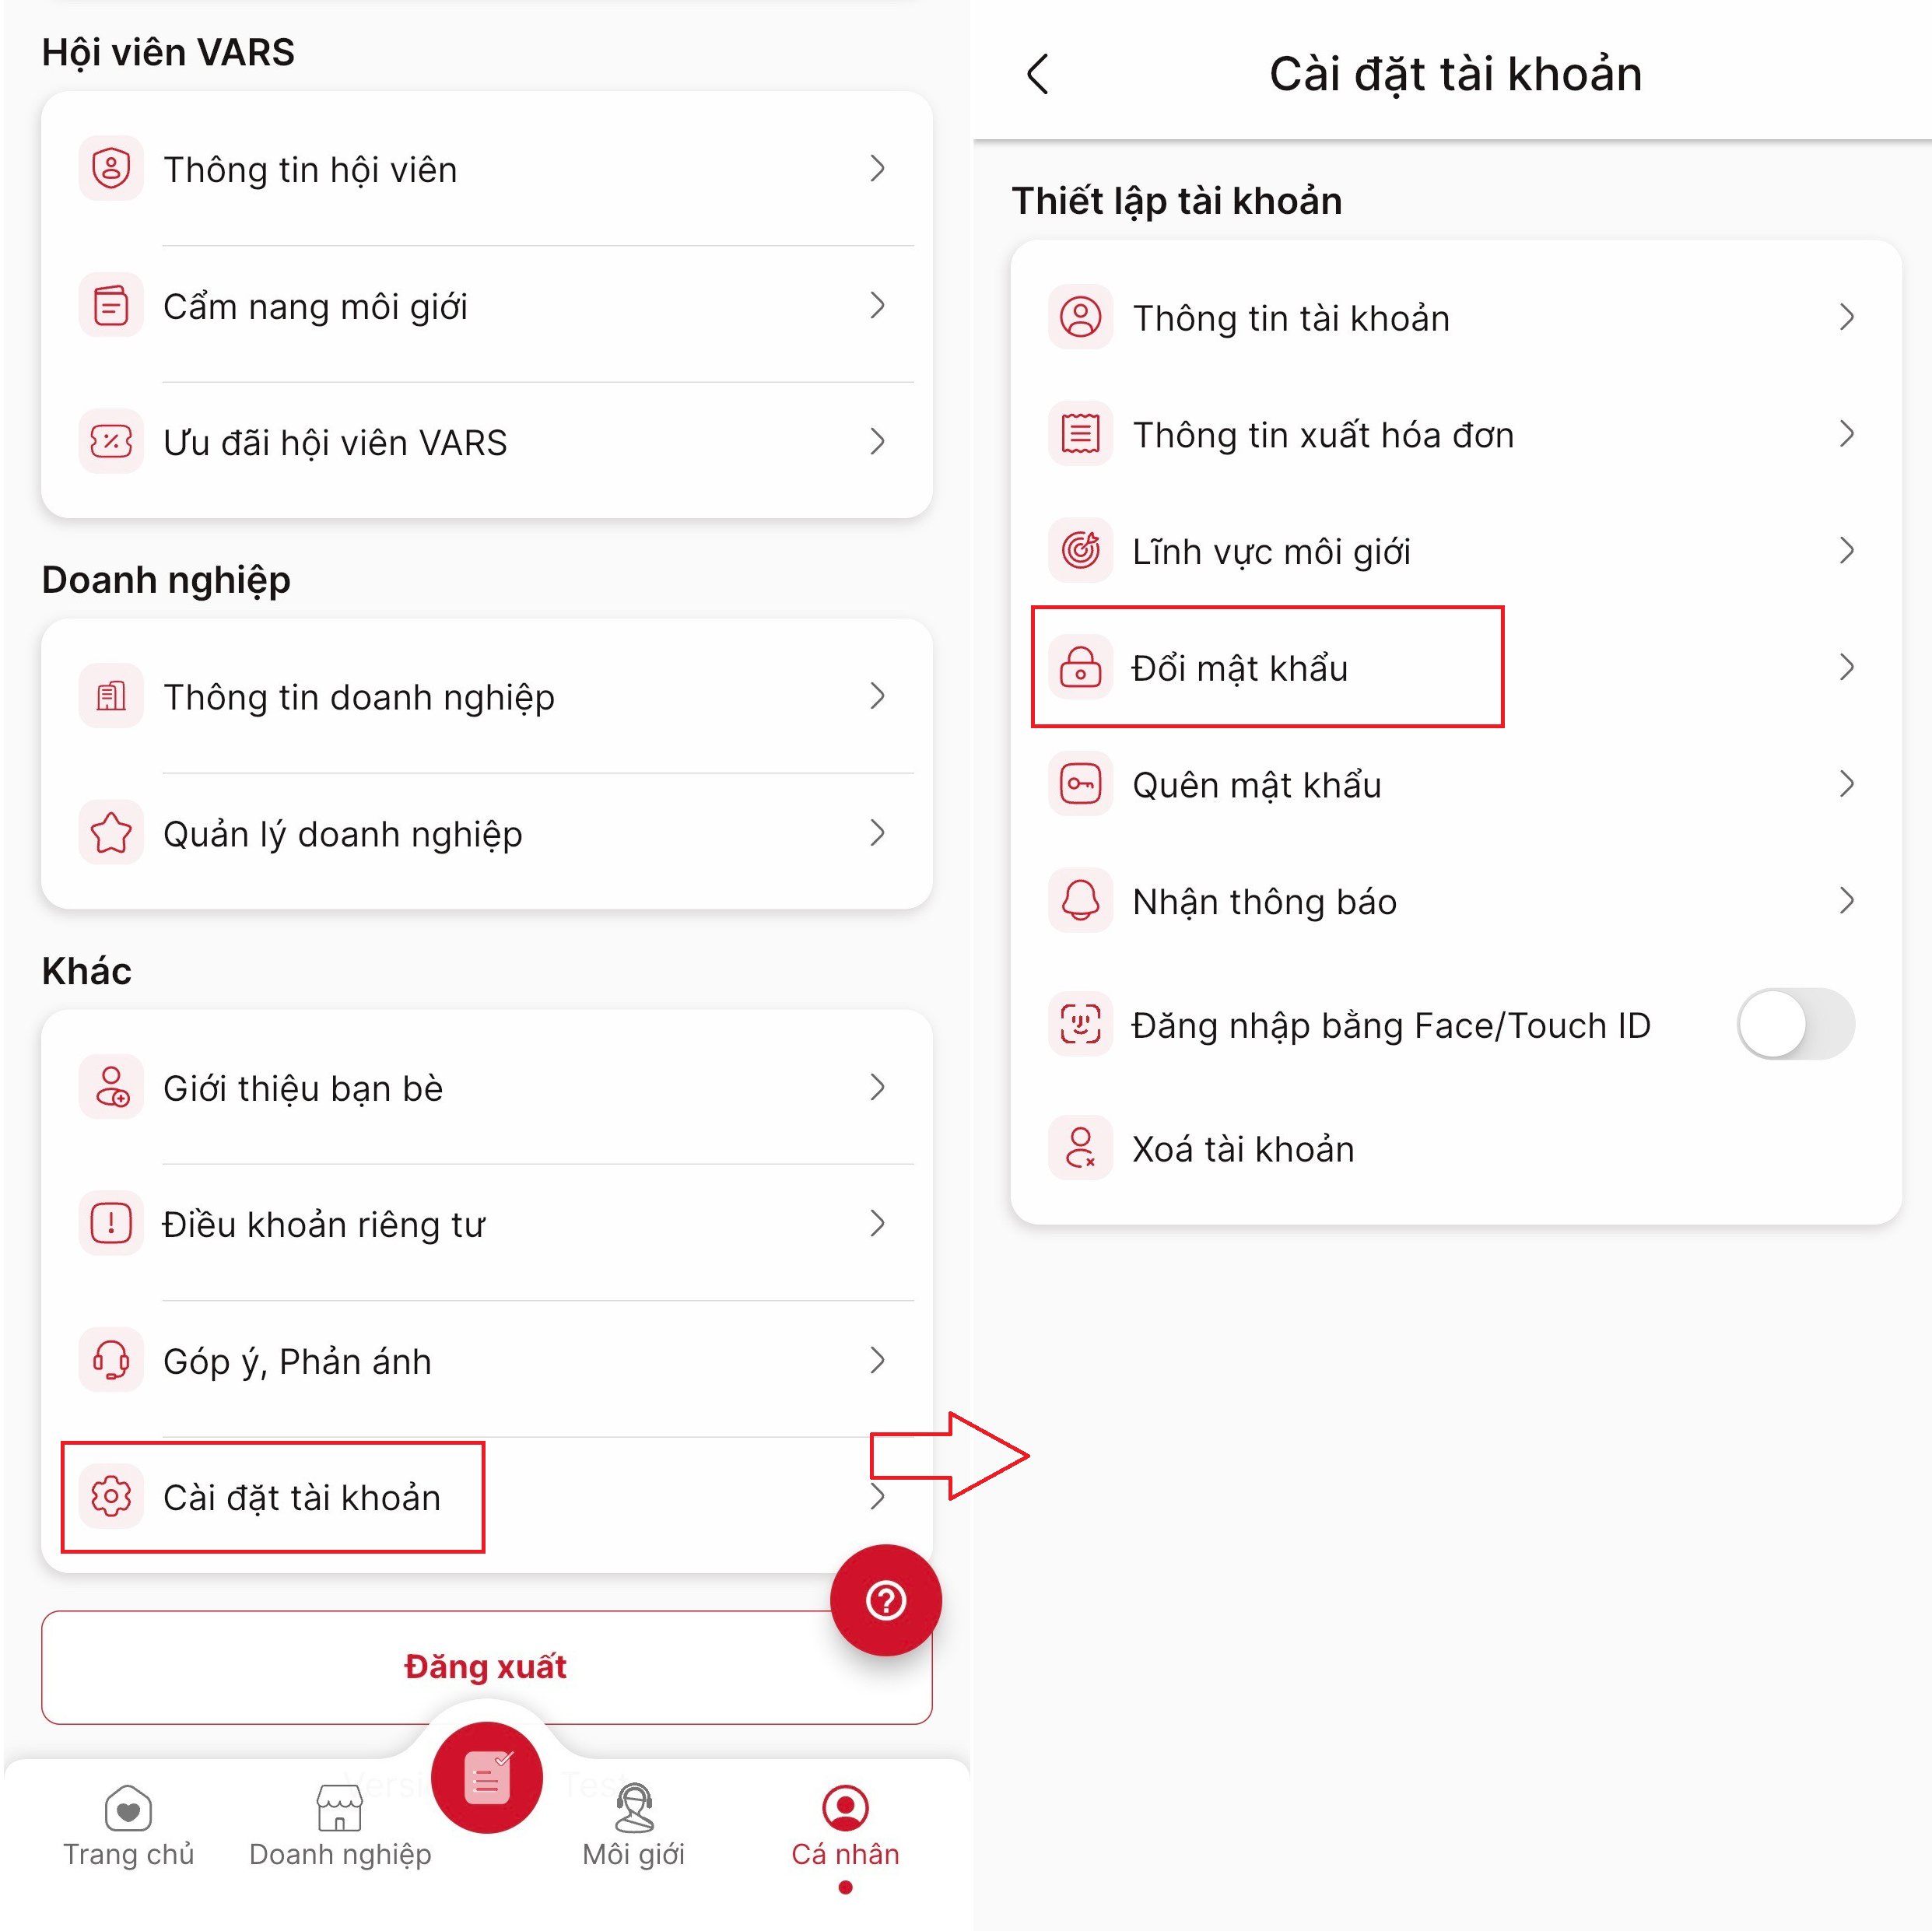 Hội viên VARS
Thông tin hội viên
Cẩm nang môi giới
Ưu đãi hội viên VARS
Doanh nghiệp
Thông tin doanh nghiệp
Quản lý doanh nghiệp
Khác
Giới thiệu bạn bè
Điều khoản riêng tư
Góp ý, Phản ánh
Cài đặt tài khoản
Đăng xuất
Trang chủ
Doanh nghiệp
Môi giới
Cá nhân
Cài đặt tài khoản
Thiết lập tài khoản
Thông tin tài khoản
Thông tin xuất hóa đơn
Lĩnh vực môi giới
Đổi mật khẩu
Quên mật khẩu
Nhận thông báo
Đăng nhập bằng Face/Touch ID
Xoá tài khoản